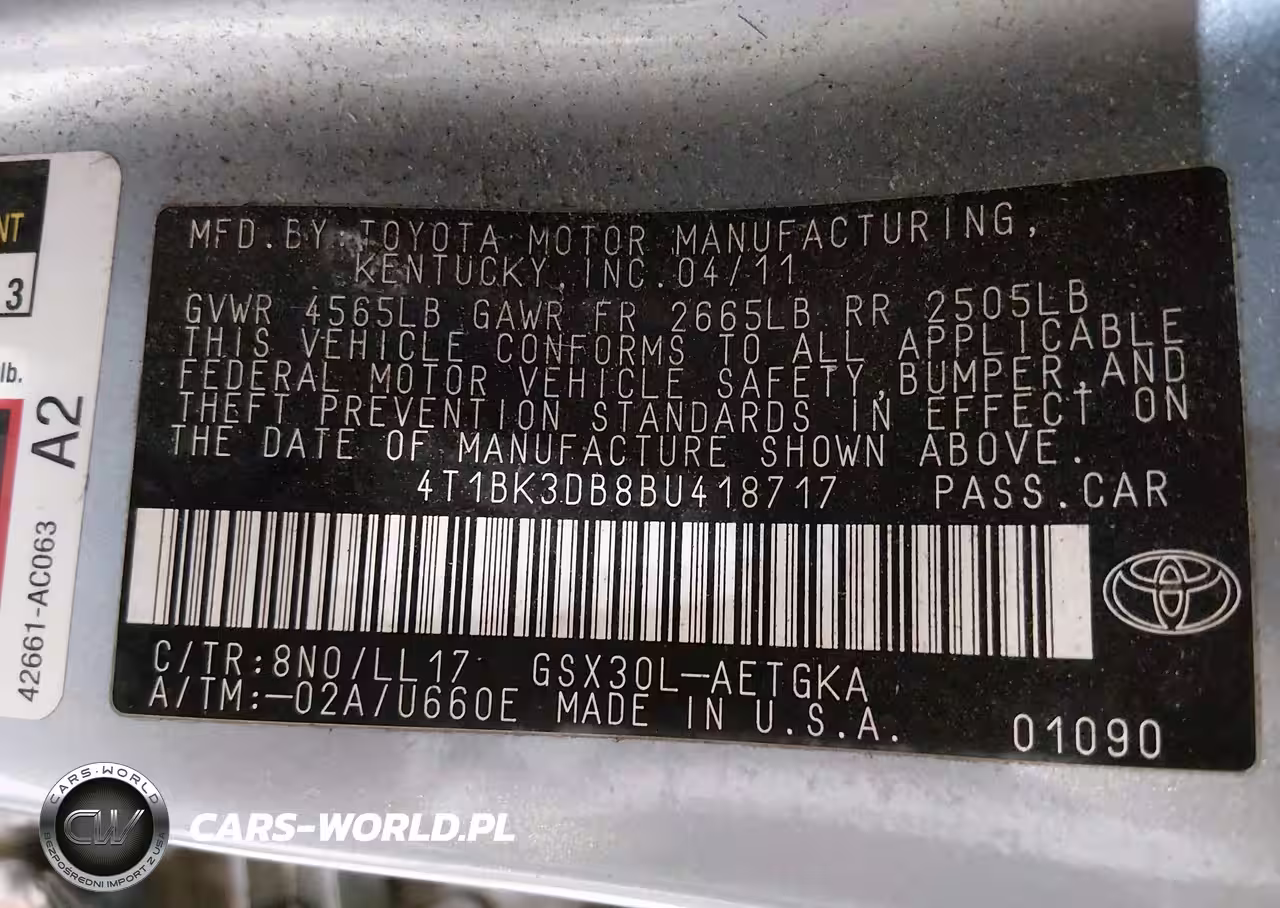 NT
3
lb.
A2
42661-AC063
MFD.BY TOYOTA MOTOR MANUFACTURING,
KENTUCKY, INC. 04/11
GVWR 4565LB GAWR FR 2665LB RR 2505LB
THIS VEHICLE CONFORMS TO ALL APPLICABLE
FEDERAL MOTOR VEHICLE SAFETY,BUMPER,AND
THEFT PREVENTION STANDARDS IN EFFECT ON
THE DATE OF MANUFACTURE SHOWN ABOVE.
4T1BK3DB8BU418717 PASS.CAR
C/TR:8N0/LL17 GSX30L-AETGKA
A/TM:-02A/U660E MADE IN U.S.A. 01090
CARS-WORLD
CW
BEZPOŚREDNI IMPORT Z USA
CARS-WORLD.PL